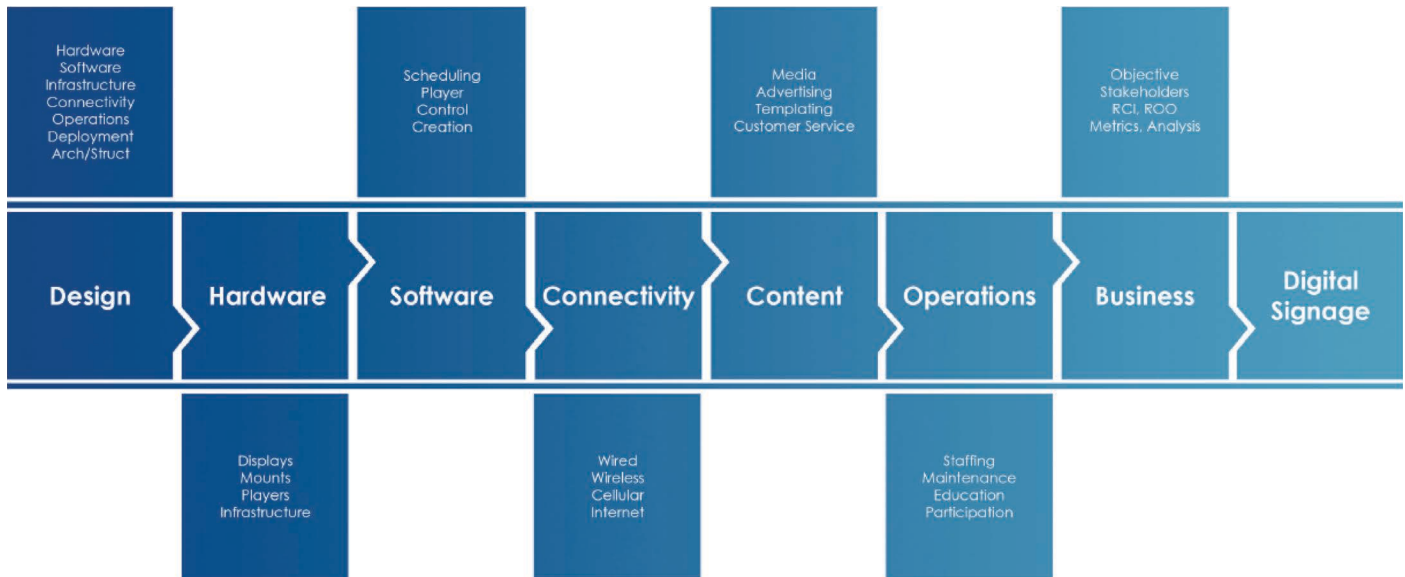 Hardware
Software
Infrastructure
Connectivity
Operations
Deployment
Arch/Struct
Scheduling
Player
Control
Creation
Media
Advertising
Templating
Customer Service
Objective
Stakeholders
RCI, ROO
Metrics, Analysis
Design
Hardware
Software
Connectivity
Content
Operations
Business
Digital
Signage
Displays
Mounts
Players
Infrastructure
Wired
Wireless
Cellular
Internet
Staffing
Maintenance
Education
Participation